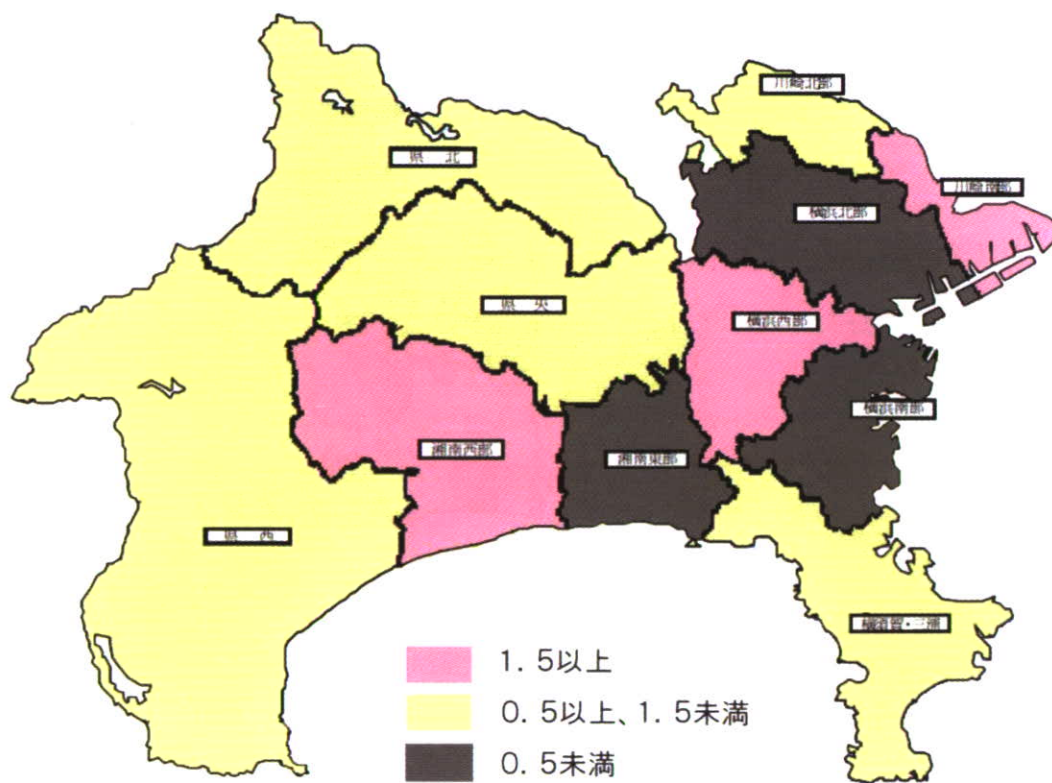 川崎北部
県 北
川崎南部
横浜北部
県 央
横浜西部
横浜南部
湘南西部
湘南東部
県 西
横須賀・三浦
1.5以上
0.5以上、1.5未満
0.5未満